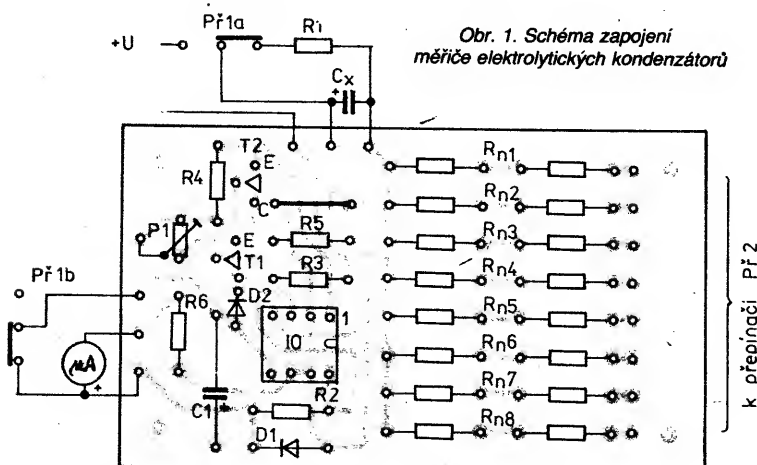 Obr. 1. Schéma zapojení
měřiče elektrolytických kondenzátorů
+U
Př1a
R1
Cx
+
T2
E
R4
C
P1
E
R5
T1
R3
Př1b
D2
R6
IO
1
μA
+
C1
+
R2
D1
Rn1
Rn2
Rn3
Rn4
Rn5
Rn6
Rn7
Rn8
k přepínači Př2